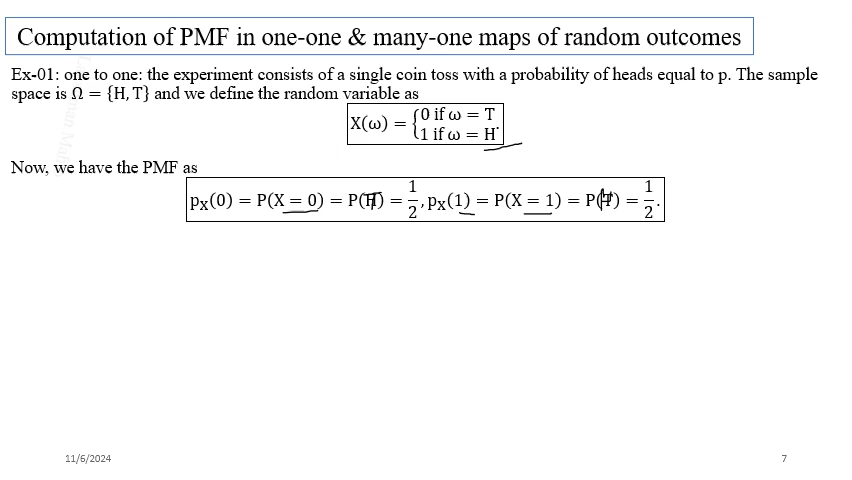 Computation of PMF in one-one & many-one maps of random outcomes
Ex-01: one to one: the experiment consists of a single coin toss with a probability of heads equal to p. The sample
space is Ω = {H, T} and we define the random variable as
X(ω) = {0 if ω = T
1 if ω = H.
Now, we have the PMF as
pX(0) = P(X = 0) = P(T) = 1/2, pX(1) = P(X = 1) = P(H) = 1/2.
11/6/2024
7